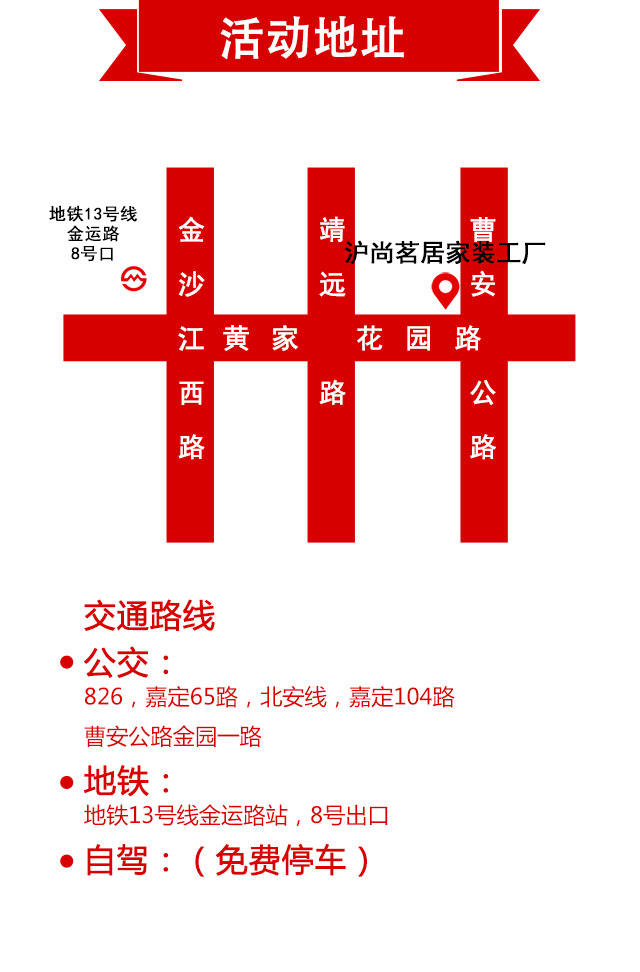 活动地址
地铁13号线
金运路
8号口
金沙江西路
靖远路
曹安公路
沪尚茗居家装工厂
黄家花园路
交通路线
公交：
826，嘉定65路，北安线，嘉定104路
曹安公路金园一路
地铁：
地铁13号线金运路站，8号出口
自驾：（免费停车）